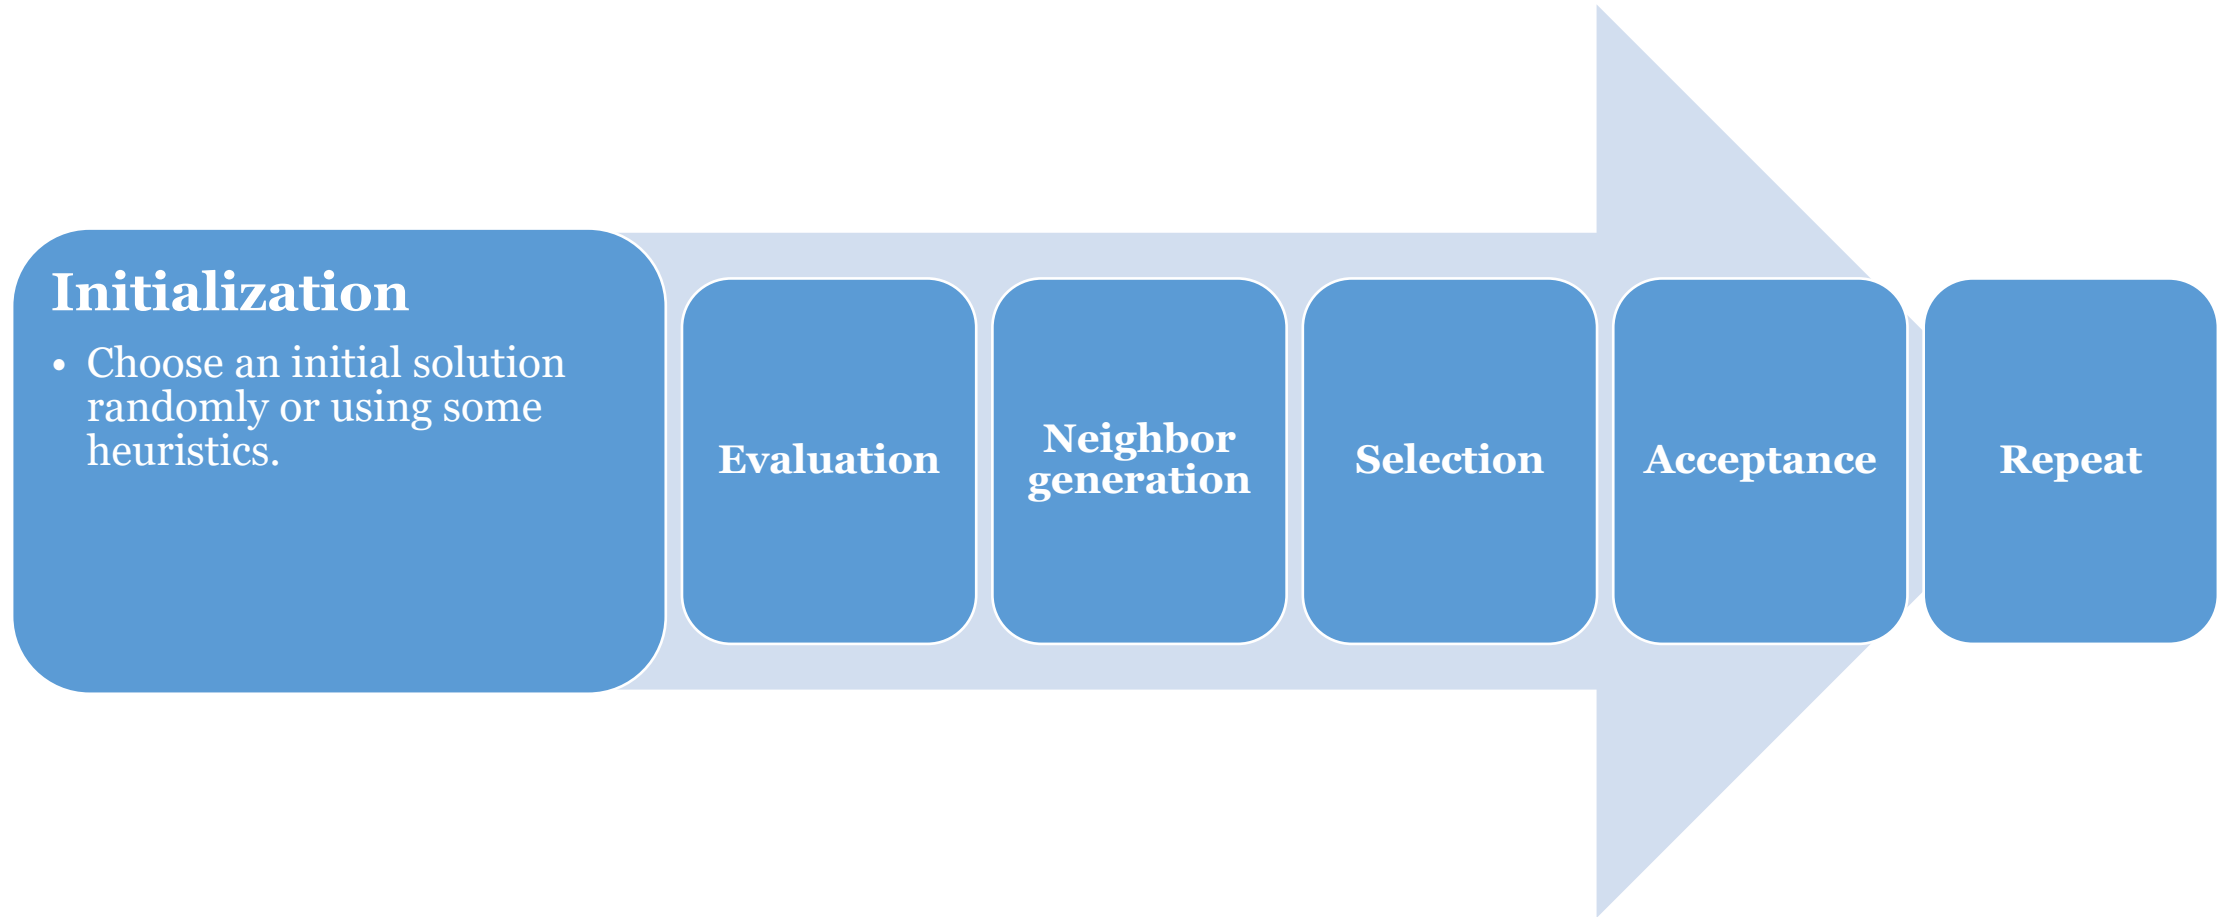 Initialization
• Choose an initial solution
randomly or using some
heuristics.
Evaluation
Neighbor
generation
Selection
Acceptance
Repeat